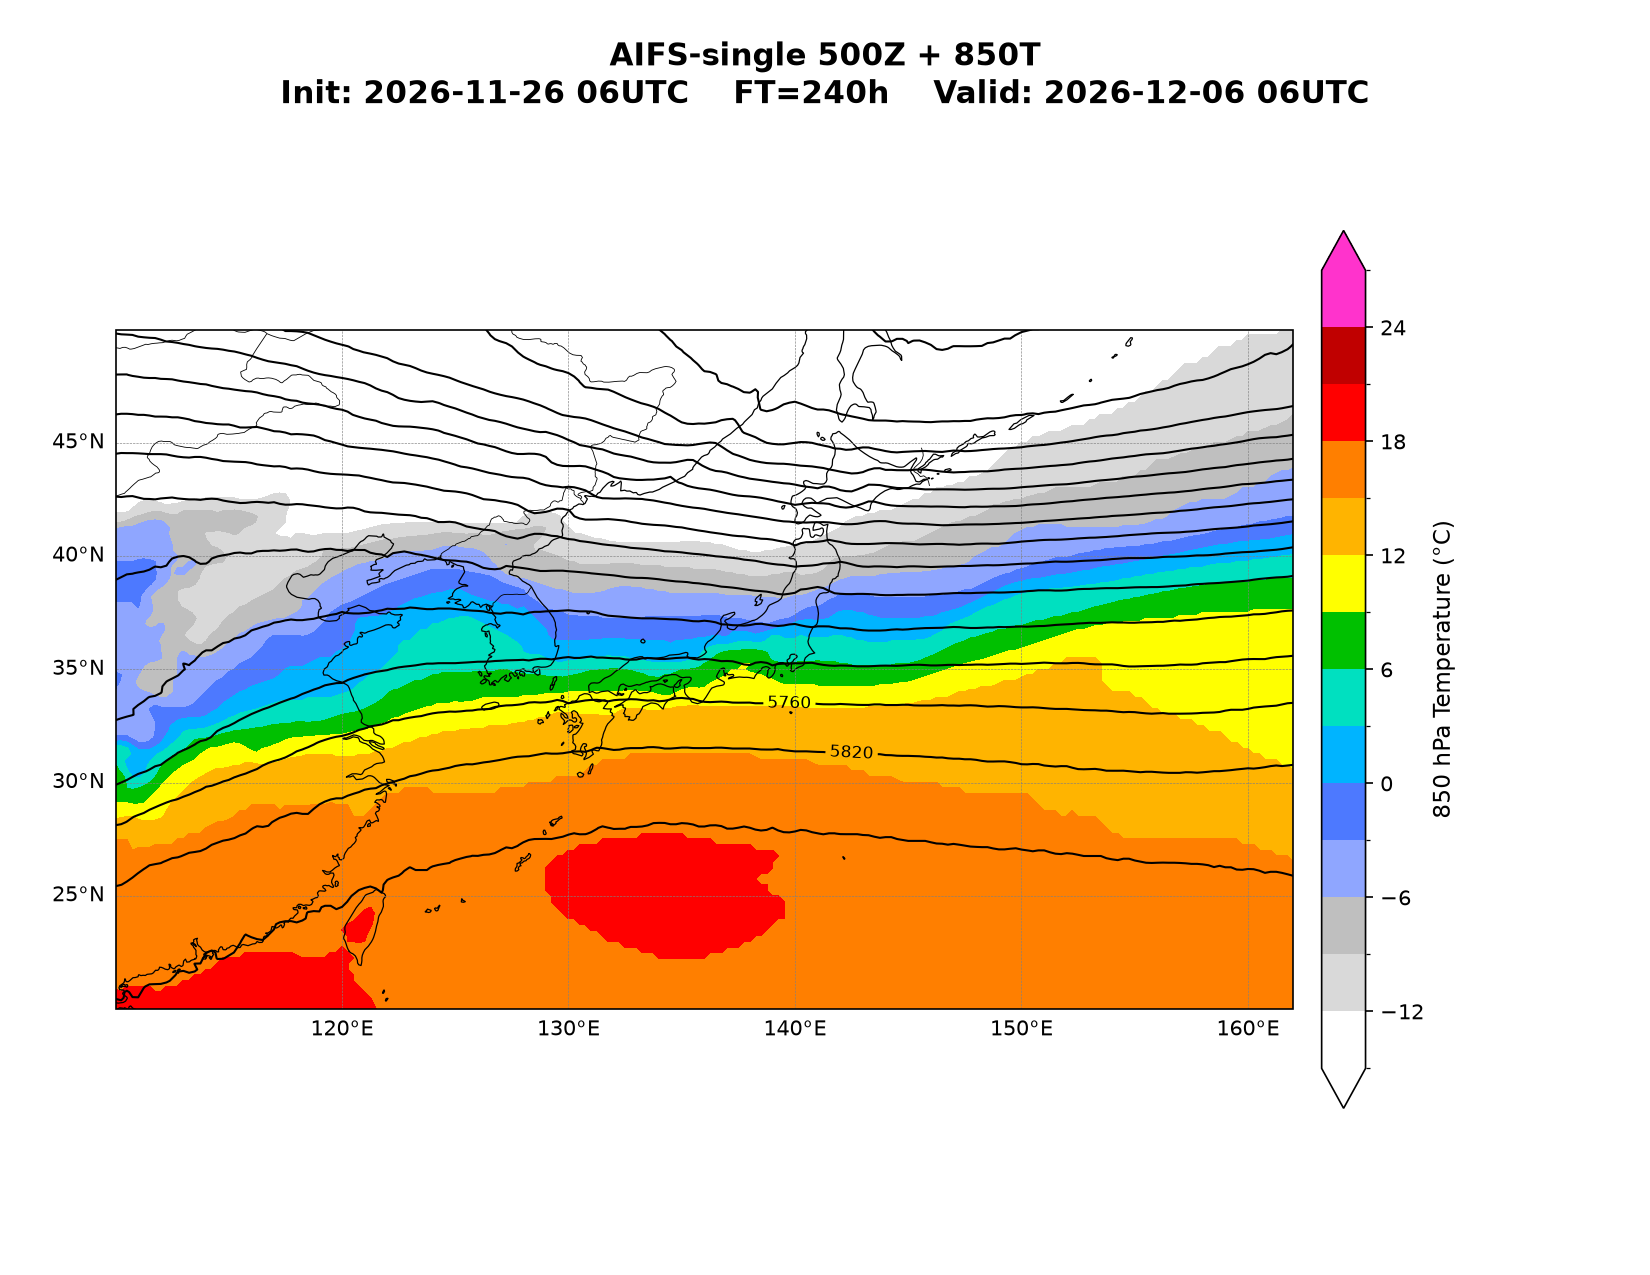 AIFS-single 500Z + 850T
Init: 2026-11-26 06UTC    FT=240h    Valid: 2026-12-06 06UTC
45°N
40°N
35°N
30°N
25°N
120°E
130°E
140°E
150°E
160°E
5760
5820
24
18
12
6
0
−6
−12
850 hPa Temperature (°C)